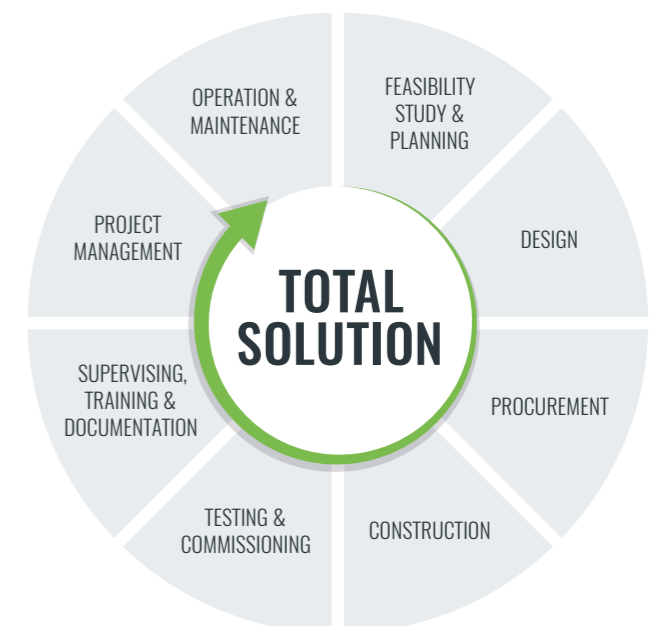 OPERATION &
MAINTENANCE
FEASIBILITY
STUDY &
PLANNING
PROJECT
MANAGEMENT
DESIGN
TOTAL
SOLUTION
SUPERVISING,
TRAINING &
DOCUMENTATION
PROCUREMENT
TESTING &
COMMISSIONING
CONSTRUCTION